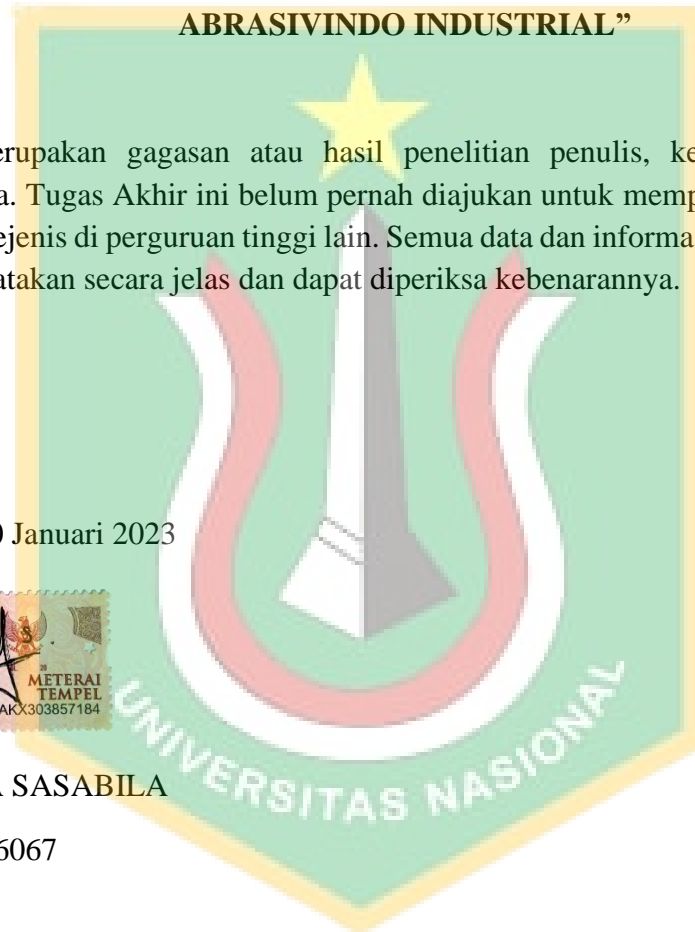 ABRASIVINDO INDUSTRIAL”
erupakan gagasan atau hasil penelitian penulis, ke
a. Tugas Akhir ini belum pernah diajukan untuk memp
ejenis di perguruan tinggi lain. Semua data dan informa
atakan secara jelas dan dapat diperiksa kebenarannya.
0 Januari 2023
METERAI
TEMPEL
AKX303857184
A SASABILA
6067
UNIVERSITAS NASIONAL